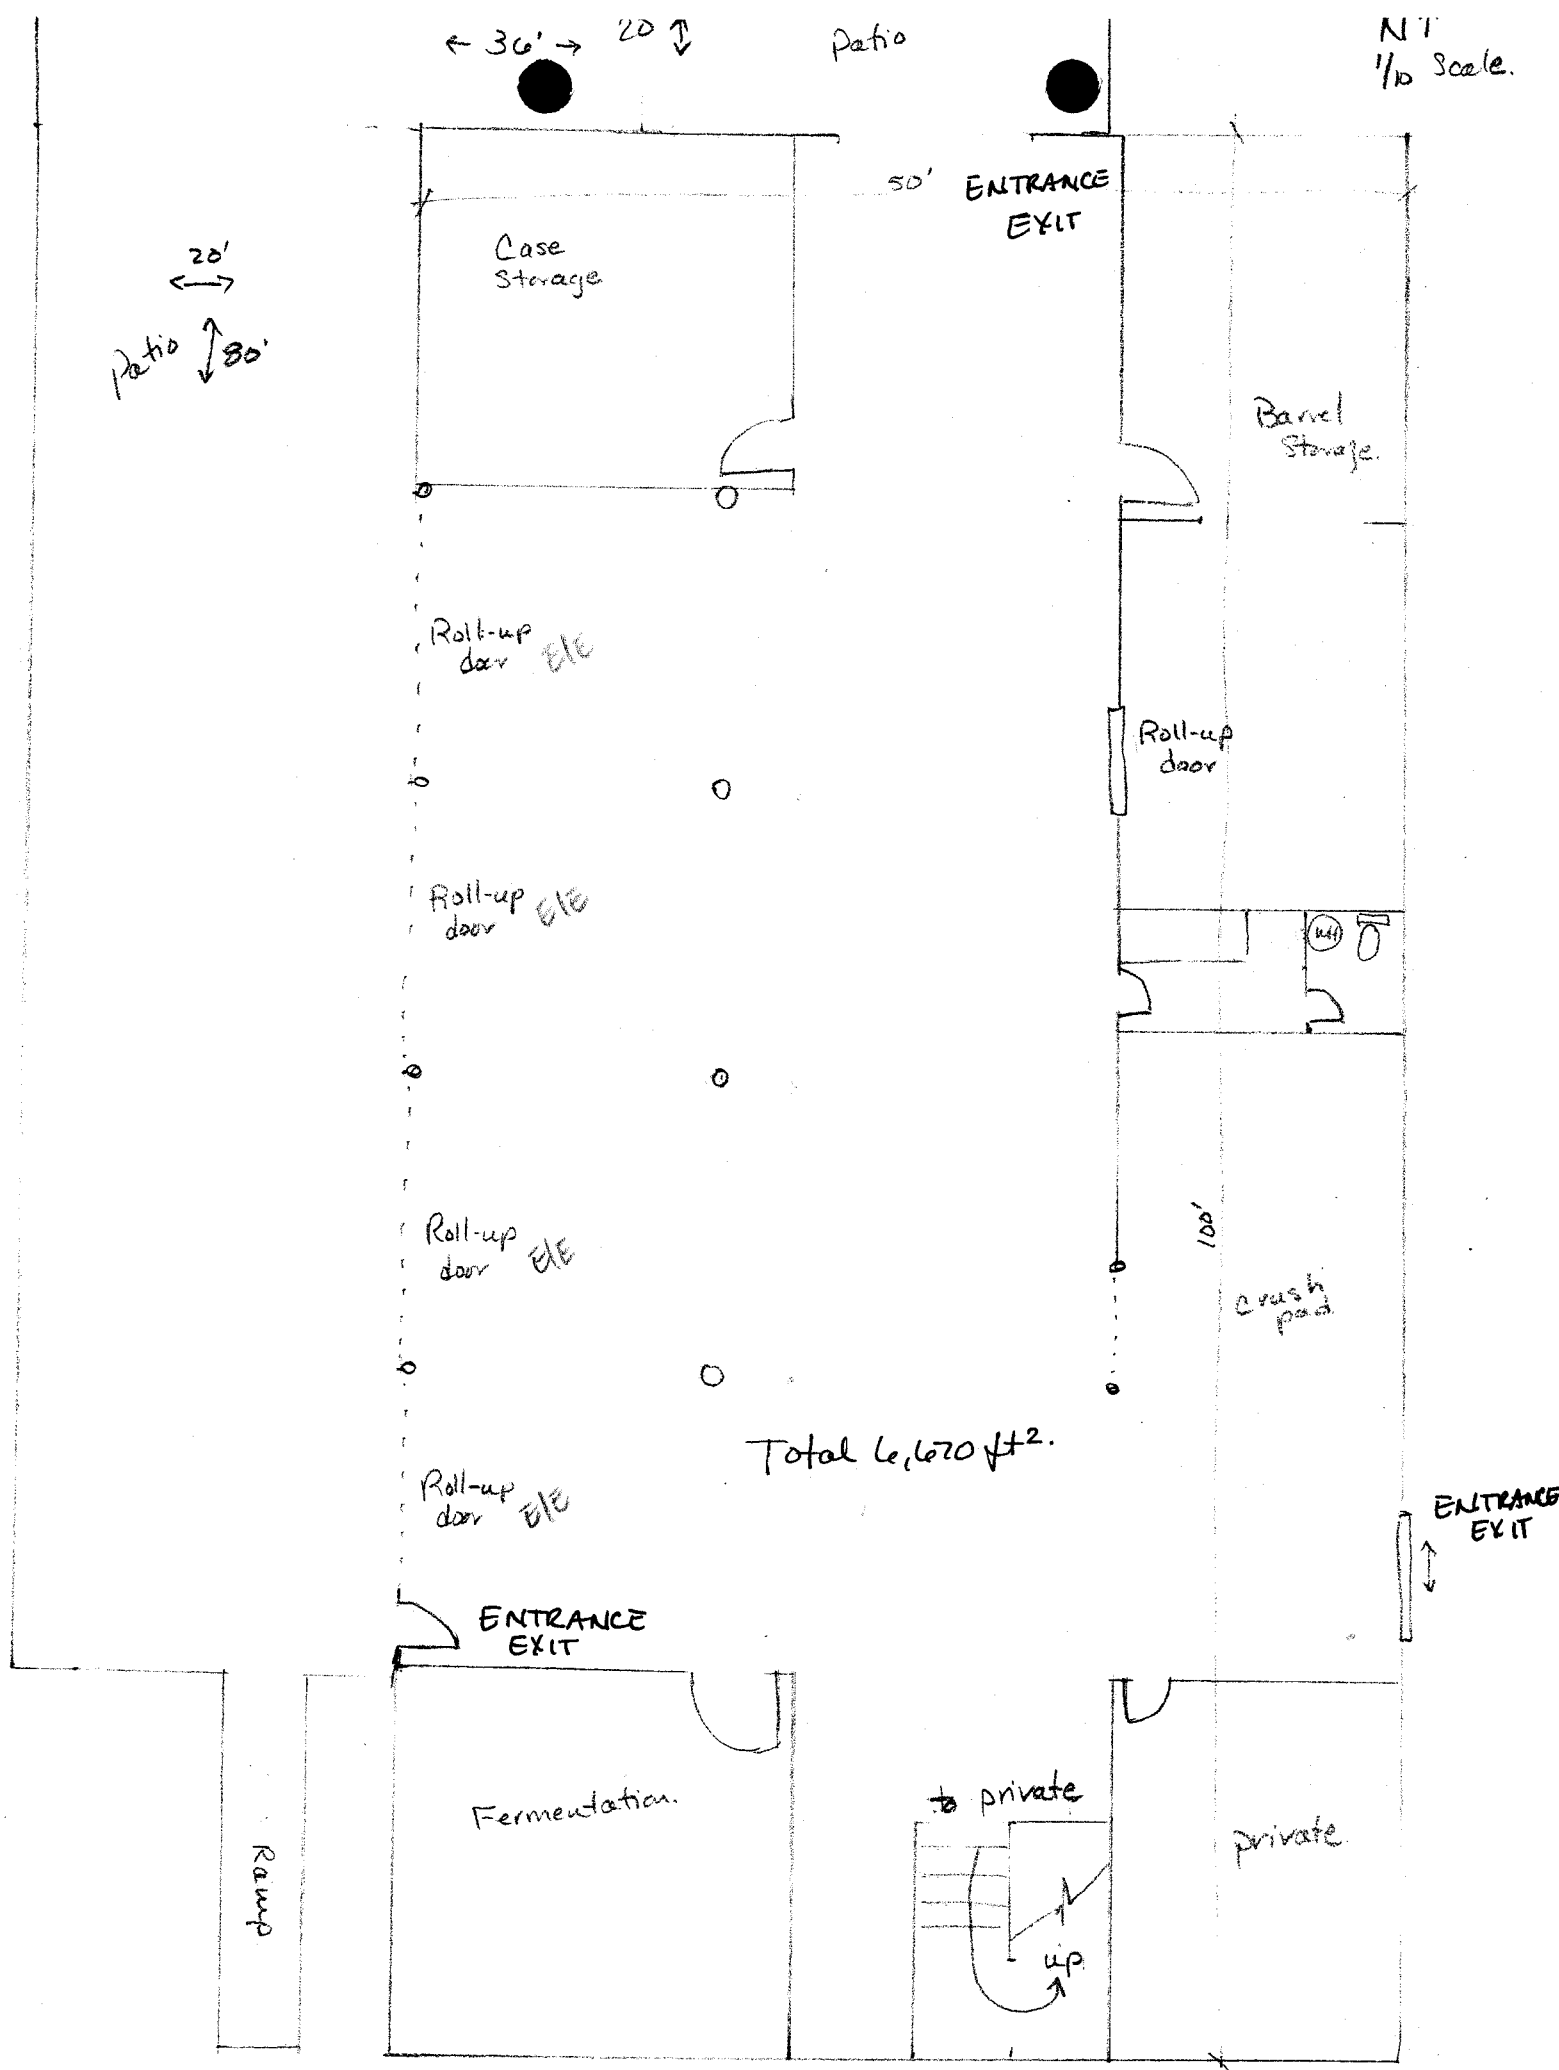 ← 36' →
20 ↕
Patio
1/10 Scale.
50'
ENTRANCE
EXIT
Case
Storage
20'
Patio
80'
Barrel
Storage.
Roll-up
door E/E
Roll-up
door
Roll-up
door E/E
WH
100'
Roll-up
door E/E
Crush
pad
Total 6,620 ft².
Roll-up
door E/E
ENTRANCE
EXIT
ENTRANCE
EXIT
to private
Fermentation.
private
Ramp
up